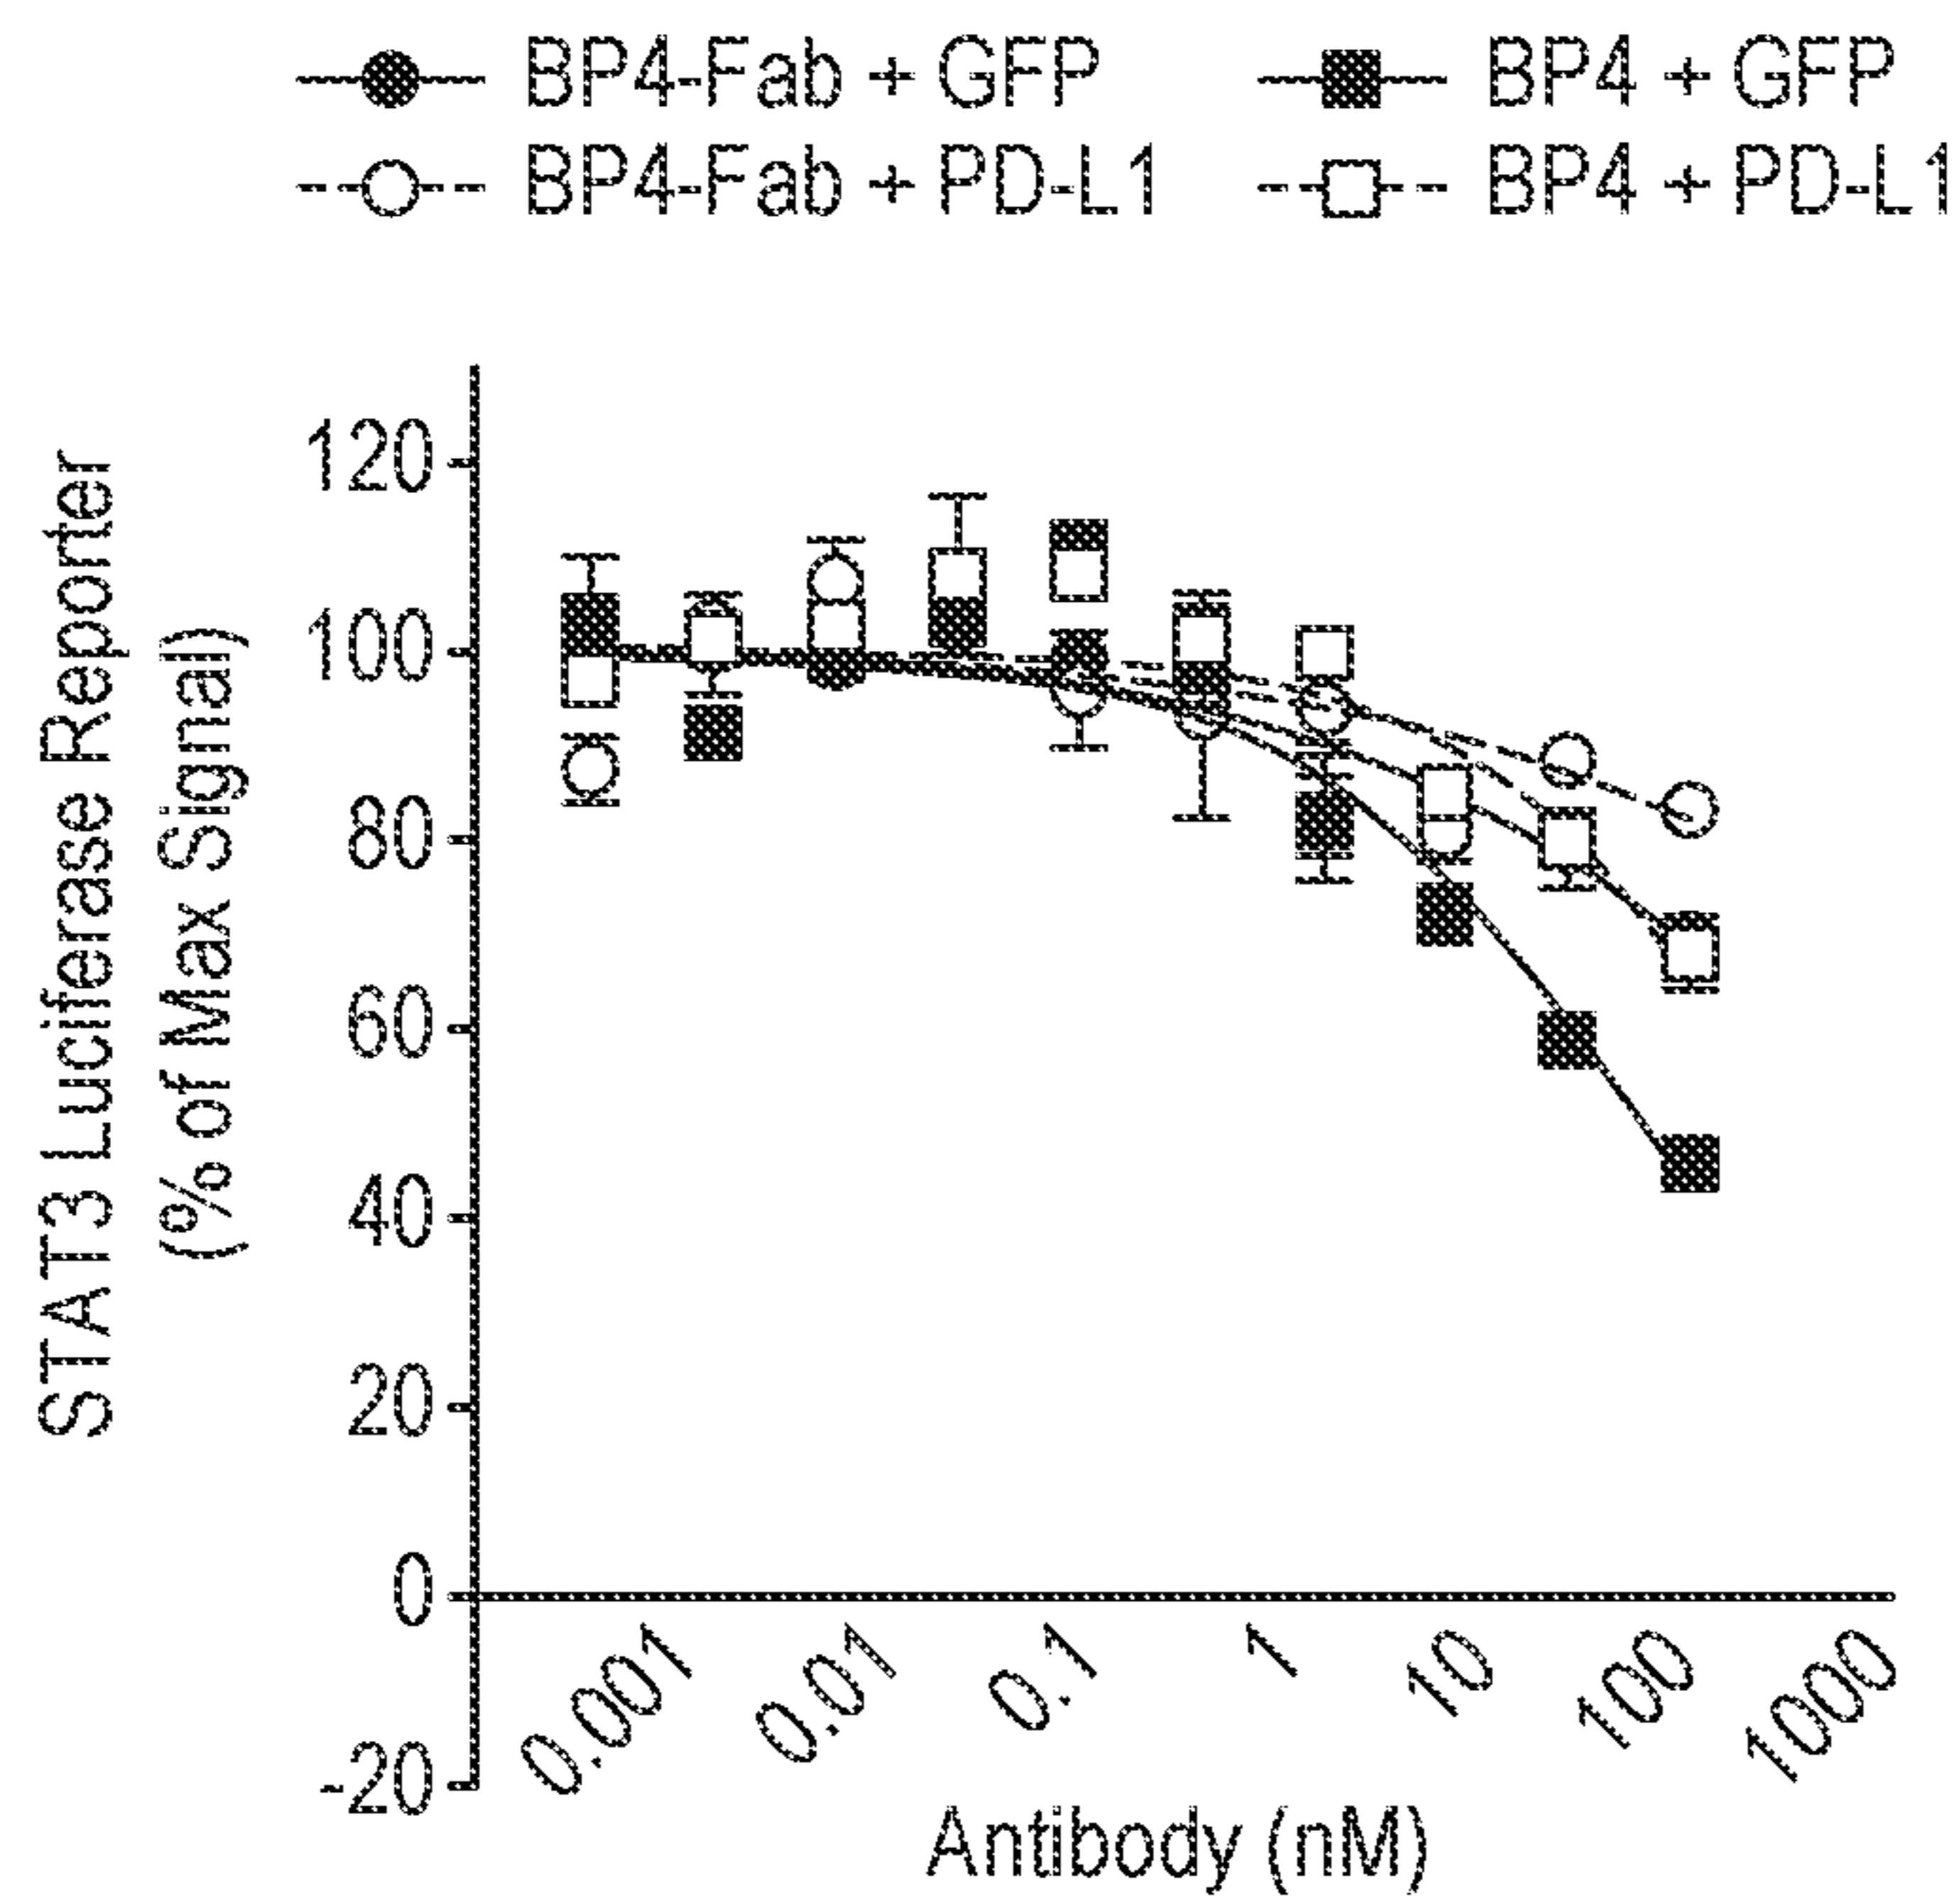 BP4-Fab + GFP
BP4 + GFP
BP4-Fab + PD-L1
BP4 + PD-L1
STAT3 Luciferase Reporter
(% of Max Signal)
120
100
80
60
40
20
0
-20
0.001
0.01
0.1
1
10
100
1000
Antibody (nM)